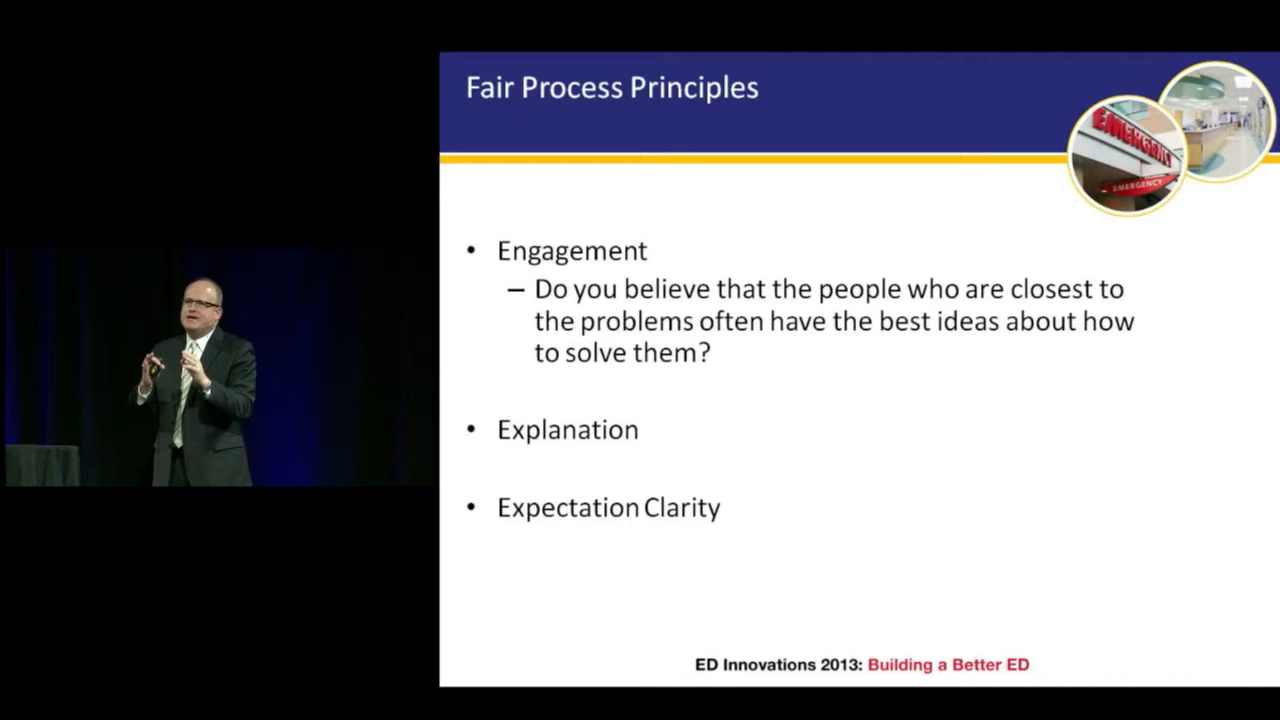 Fair Process Principles
EMERGENCY
EMERGENCY
• Engagement
– Do you believe that the people who are closest to
the problems often have the best ideas about how
to solve them?
• Explanation
• Expectation Clarity
ED Innovations 2013: Building a Better ED